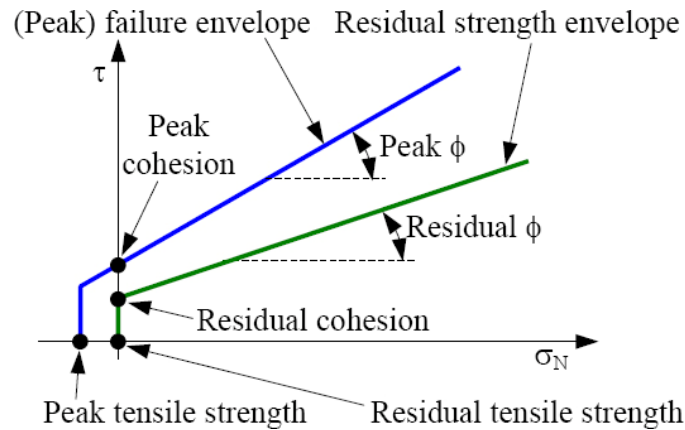 (Peak) failure envelope
Residual strength envelope
τ
Peak
cohesion
Peak ϕ
Residual ϕ
Residual cohesion
σN
Peak tensile strength
Residual tensile strength